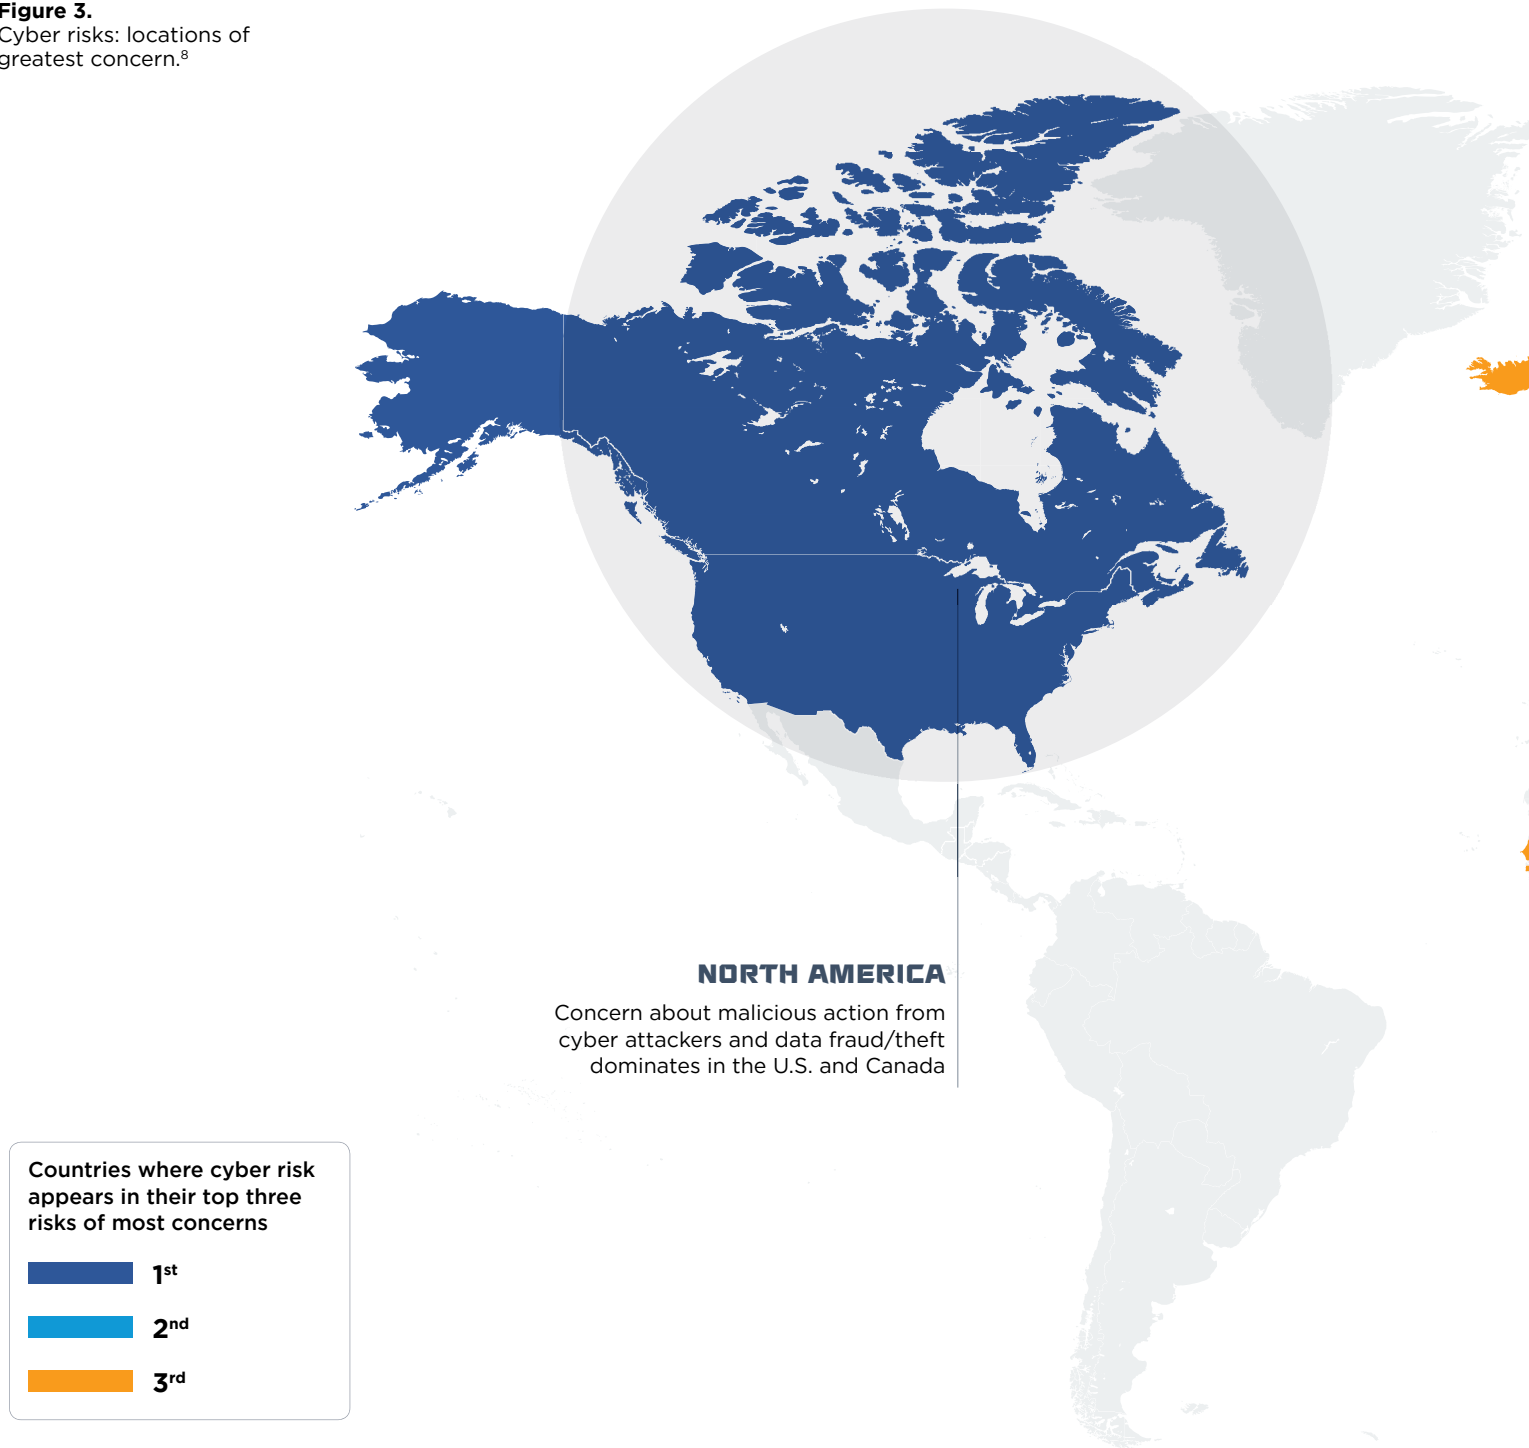 Figure 3.
Cyber risks: locations of
greatest concern.⁸
NORTH AMERICA
Concern about malicious action from
cyber attackers and data fraud/theft
dominates in the U.S. and Canada
Countries where cyber risk
appears in their top three
risks of most concerns
1st
2nd
3rd